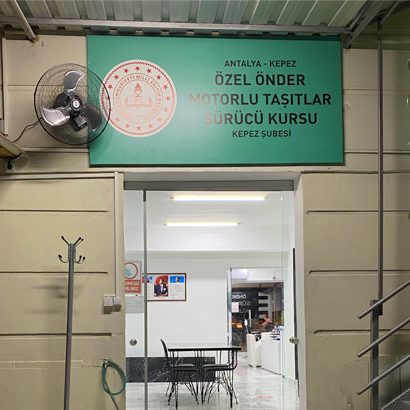 ANTALYA - KEPEZ
ÖZEL ÖNDER
MOTORLU TAŞITLAR
SÜRÜCÜ KURSU
KEPEZ ŞUBESİ